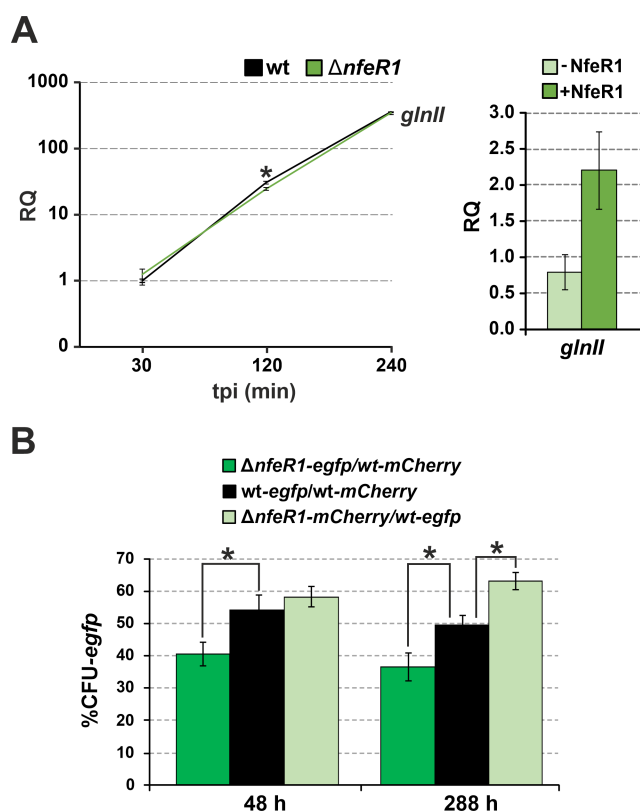 A
wt ΔnfeR1
1000
100
10
1
0
RQ
*
glnII
30 120 240
tpi (min)
- NfeR1
+NfeR1
3.0
2.5
2.0
1.5
1.0
0.5
0.0
RQ
glnII
B
ΔnfeR1-egfp/wt-mCherry
wt-egfp/wt-mCherry
ΔnfeR1-mCherry/wt-egfp
70
60
50
40
30
20
10
0
%CFU-egfp
* * *
48 h 288 h